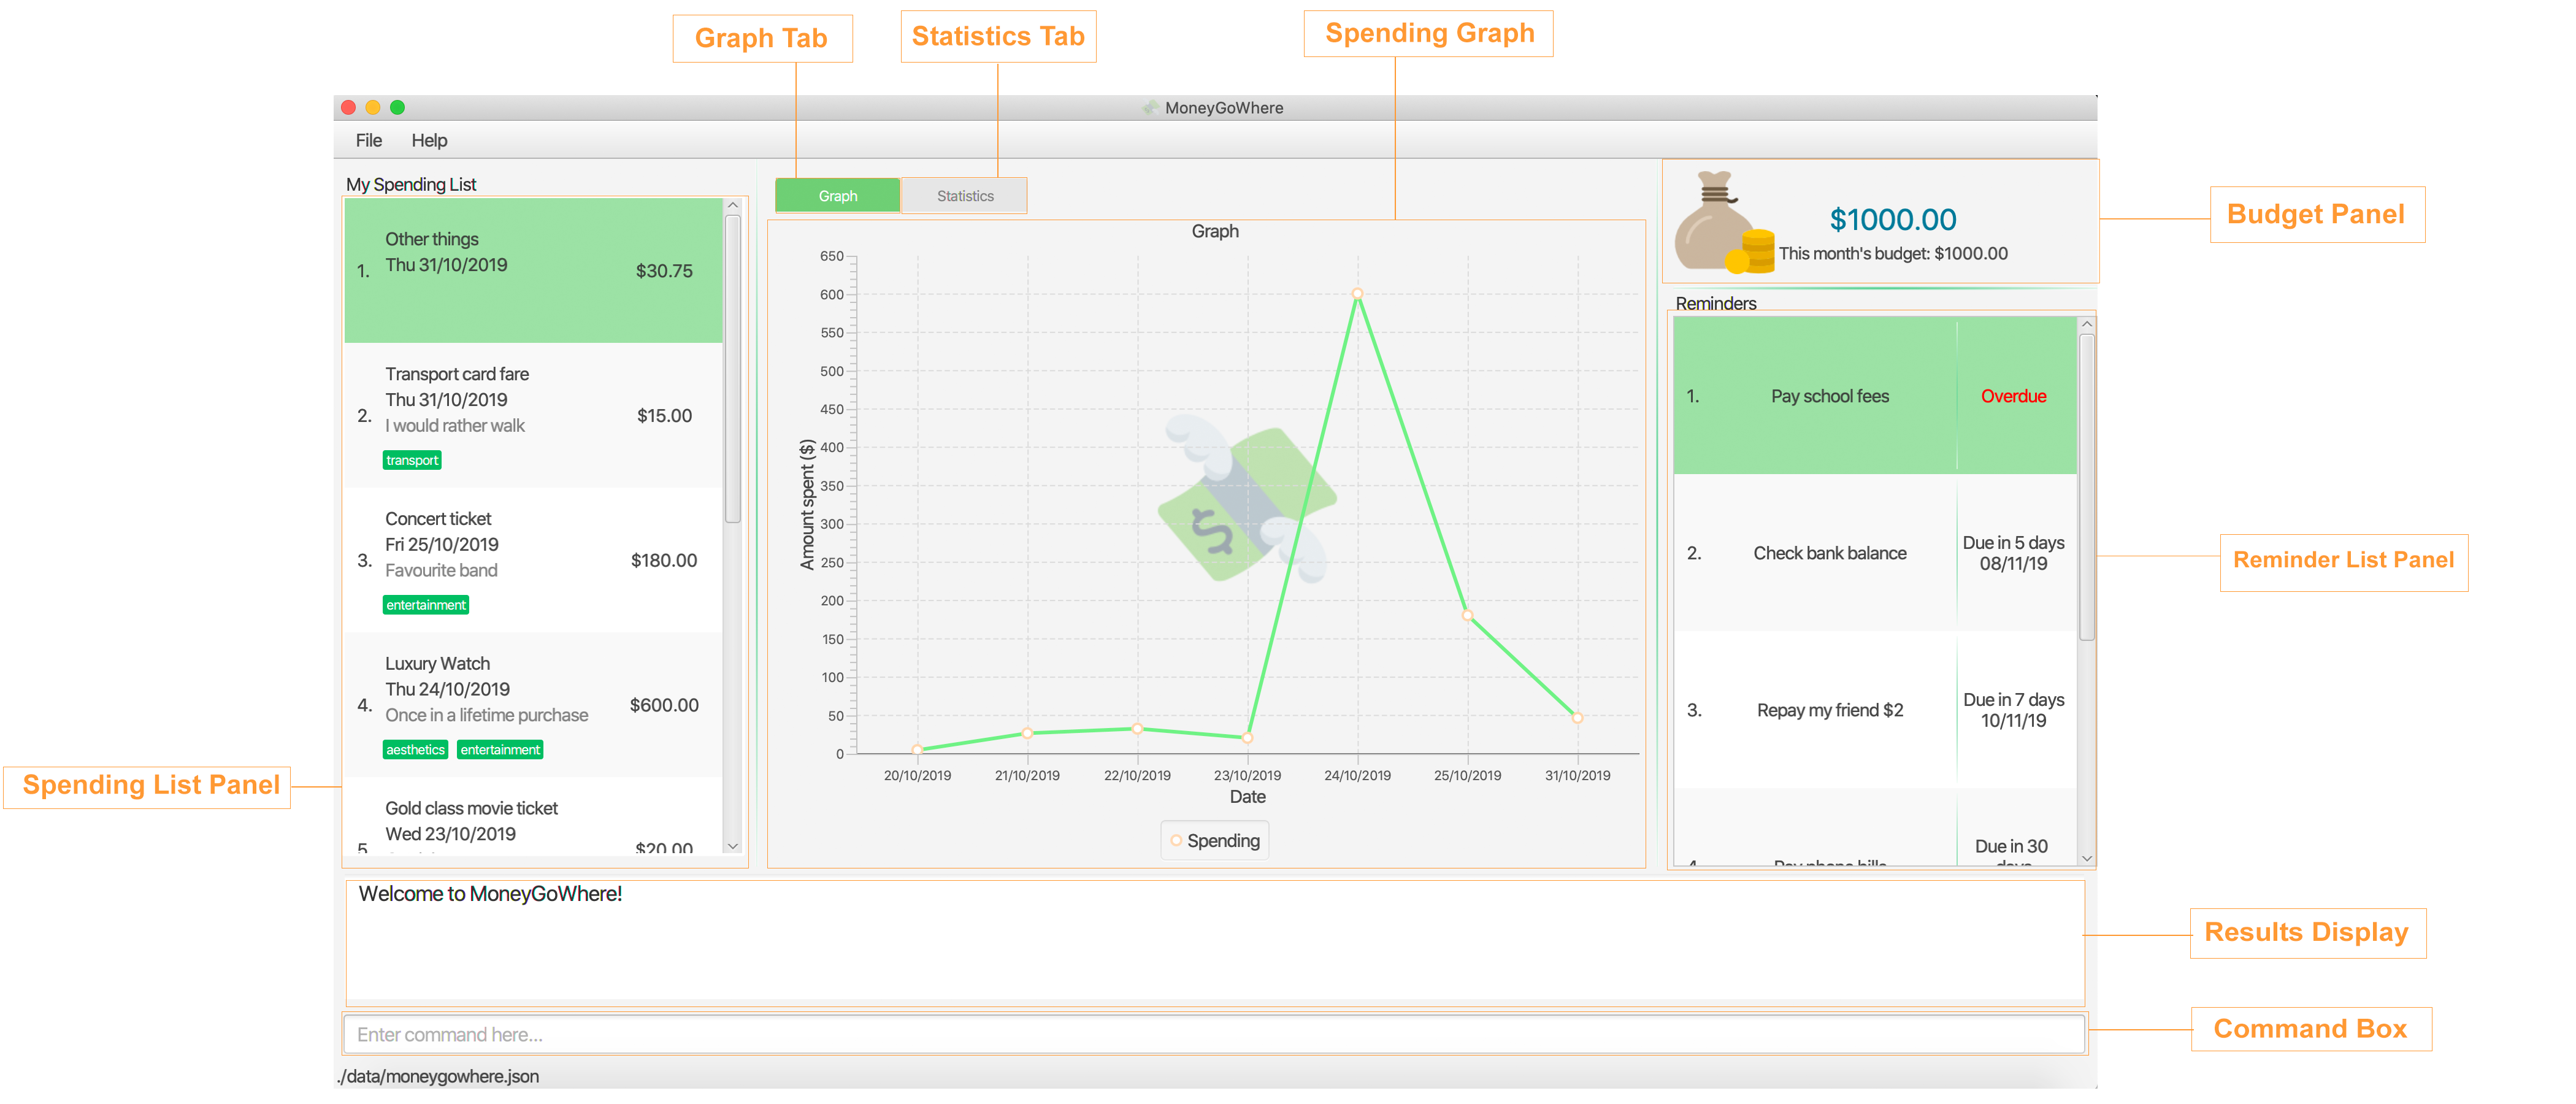 Graph Tab
Statistics Tab
Spending Graph
MoneyGoWhere
File Help
My Spending List
1. Other things
Thu 31/10/2019
$30.75
2. Transport card fare
Thu 31/10/2019
I would rather walk
$15.00
transport
3. Concert ticket
Fri 25/10/2019
Favourite band
$180.00
entertainment
4. Luxury Watch
Thu 24/10/2019
Once in a lifetime purchase
$600.00
aesthetics entertainment
5. Gold class movie ticket
Wed 23/10/2019
$20.00
Spending List Panel
Graph Statistics
Graph
Amount spent ($)
650
600
550
500
450
400
350
300
250
200
150
100
50
0
20/10/2019 21/10/2019 22/10/2019 23/10/2019 24/10/2019 25/10/2019 31/10/2019
Date
Spending
$1000.00
This month's budget: $1000.00
Budget Panel
Reminders
1. Pay school fees Overdue
2. Check bank balance Due in 5 days
08/11/19
3. Repay my friend $2 Due in 7 days
10/11/19
4. Pay phone bills Due in 30
days
Reminder List Panel
Welcome to MoneyGoWhere!
Results Display
Enter command here...
Command Box
./data/moneygowhere.json